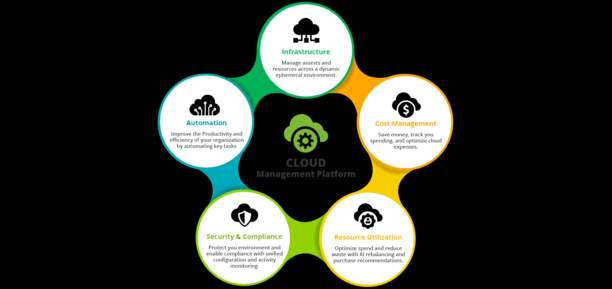 Infrastructure
Manage assests and
resources across a dynamic
ephemeral environment.
Automation
Improve the Productivity and
efficiency of your organization
by automating key tasks
Cost Management
Save money, track you
spending, and optimize cloud
expenses.
CLOUD
Management Platform
Security & Compliance
Protect you environment and
enable compliance with unified
configuration and activity
monitoring.
Resource Utilization
Optimize spend and reduce
waste with RI rebalancing and
purchase recommendations.